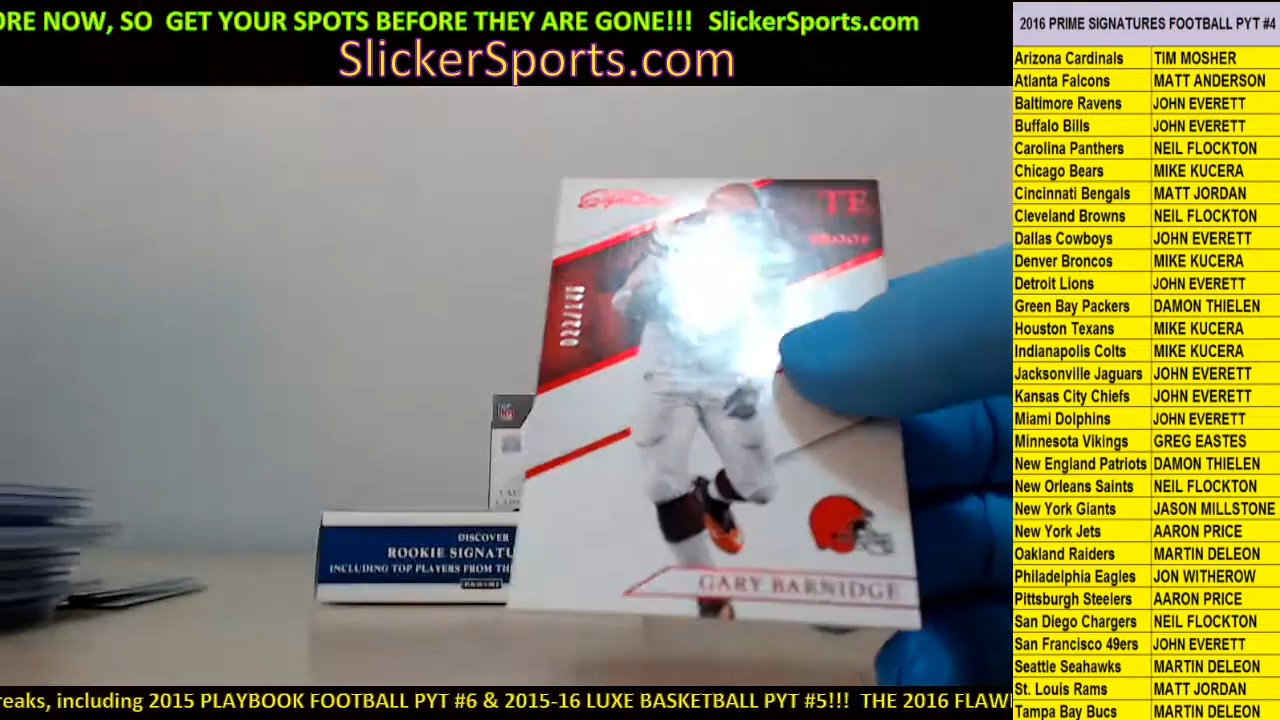 ORE NOW, SO GET YOUR SPOTS BEFORE THEY ARE GONE!!! SlickerSports.com
SlickerSports.com
2016 PRIME SIGNATURES FOOTBALL PYT #4
Arizona Cardinals TIM MOSHER
Atlanta Falcons MATT ANDERSON
Baltimore Ravens JOHN EVERETT
Buffalo Bills JOHN EVERETT
Carolina Panthers NEIL FLOCKTON
Chicago Bears MIKE KUCERA
Cincinnati Bengals MATT JORDAN
Cleveland Browns NEIL FLOCKTON
Dallas Cowboys JOHN EVERETT
Denver Broncos MIKE KUCERA
Detroit Lions JOHN EVERETT
Green Bay Packers DAMON THIELEN
Houston Texans MIKE KUCERA
Indianapolis Colts MIKE KUCERA
Jacksonville Jaguars JOHN EVERETT
Kansas City Chiefs JOHN EVERETT
Miami Dolphins JOHN EVERETT
Minnesota Vikings GREG EASTES
New England Patriots DAMON THIELEN
New Orleans Saints NEIL FLOCKTON
New York Giants JASON MILLSTONE
New York Jets AARON PRICE
Oakland Raiders MARTIN DELEON
Philadelphia Eagles JON WITHEROW
Pittsburgh Steelers AARON PRICE
San Diego Chargers NEIL FLOCKTON
San Francisco 49ers JOHN EVERETT
Seattle Seahawks MARTIN DELEON
St. Louis Rams MATT JORDAN
Tampa Bay Bucs MARTIN DELEON
TE
PROOF
NFL
DISCOVER
ROOKIE SIGNATU
INCLUDING TOP PLAYERS FROM TH
PANINI
GARY BARNIDGE
reaks, including 2015 PLAYBOOK FOOTBALL PYT #6 & 2015-16 LUXE BASKETBALL PYT #5!!! THE 2016 FLAW